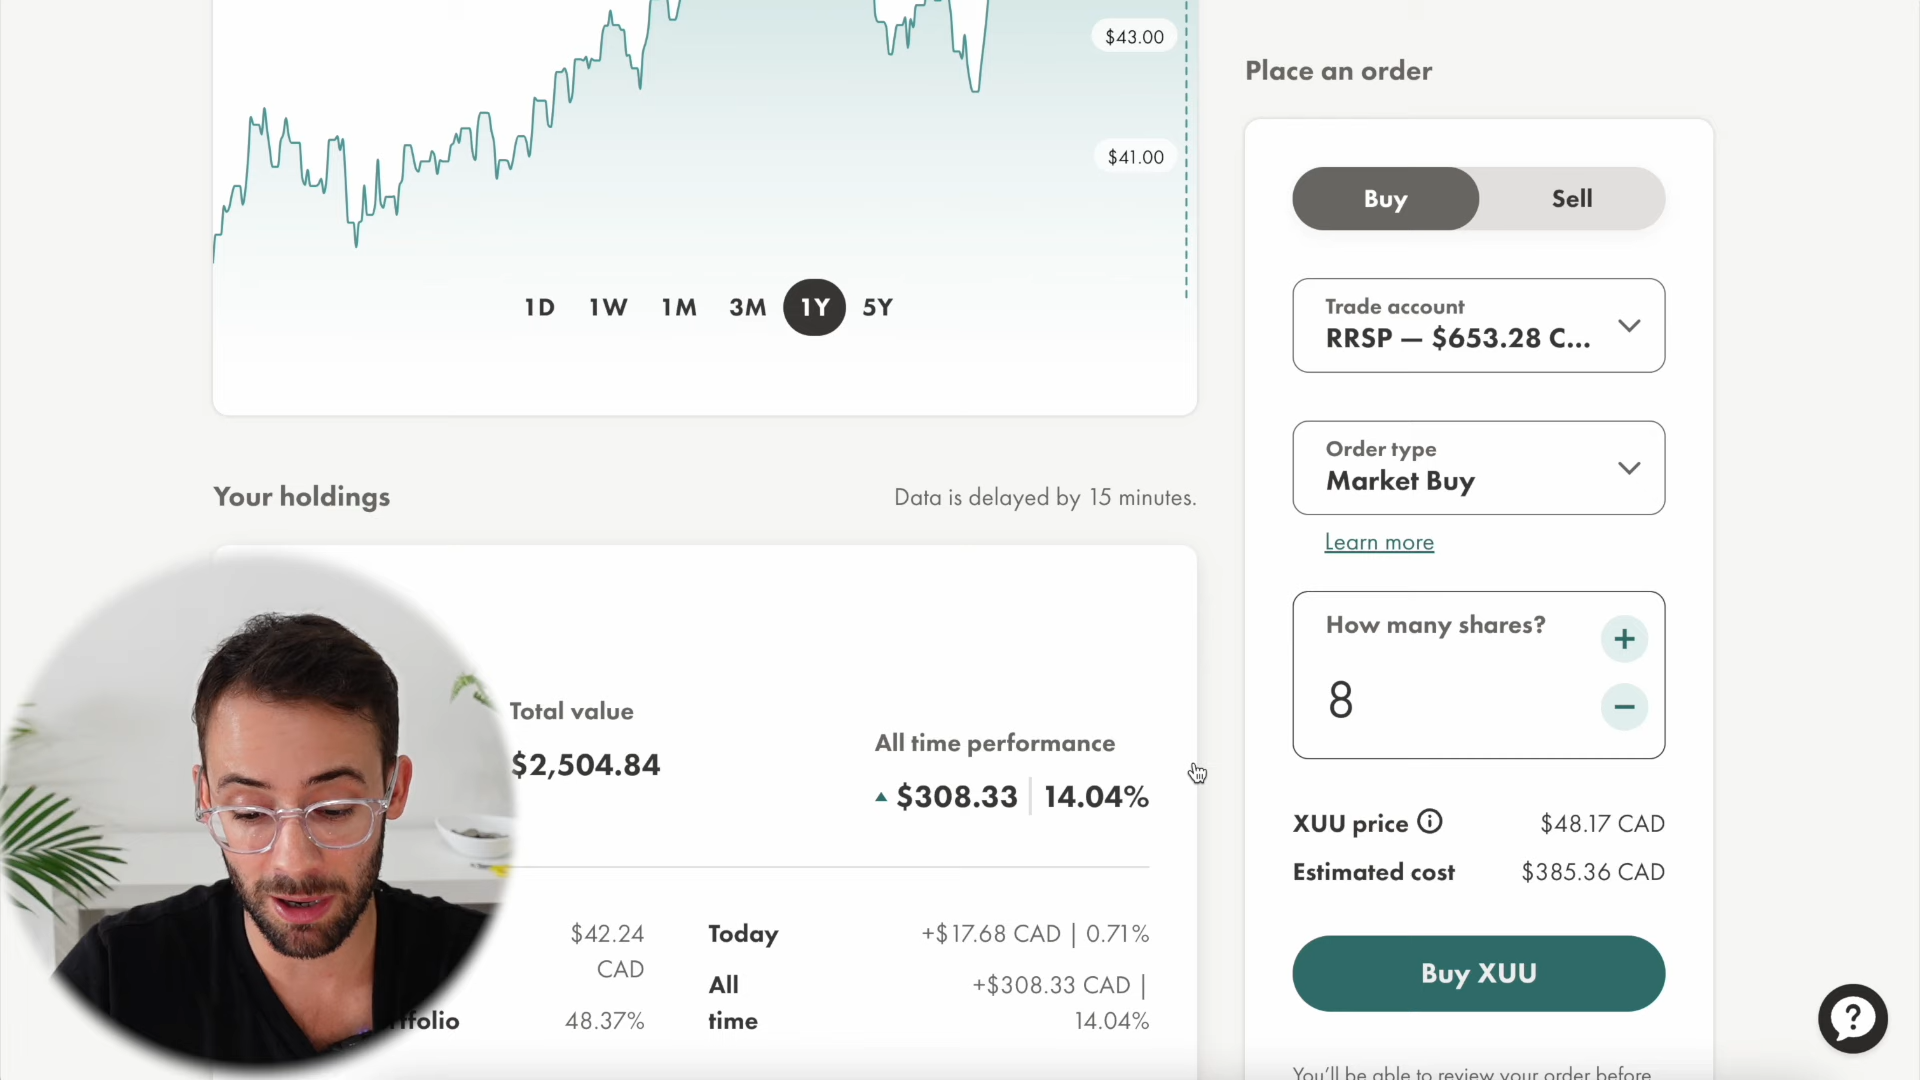 $43.00
$41.00
1D 1W 1M 3M 1Y 5Y
Your holdings
Data is delayed by 15 minutes.
Total value
$2,504.84
All time performance
$308.33 14.04%
$42.24
CAD
48.37%
Today
+$17.68 CAD | 0.71%
All
time
+$308.33 CAD |
14.04%
Place an order
Buy Sell
Trade account
RRSP — $653.28 C...
Order type
Market Buy
Learn more
How many shares?
+
8
−
XUU price
$48.17 CAD
Estimated cost
$385.36 CAD
Buy XUU
You'll be able to review your order before
?